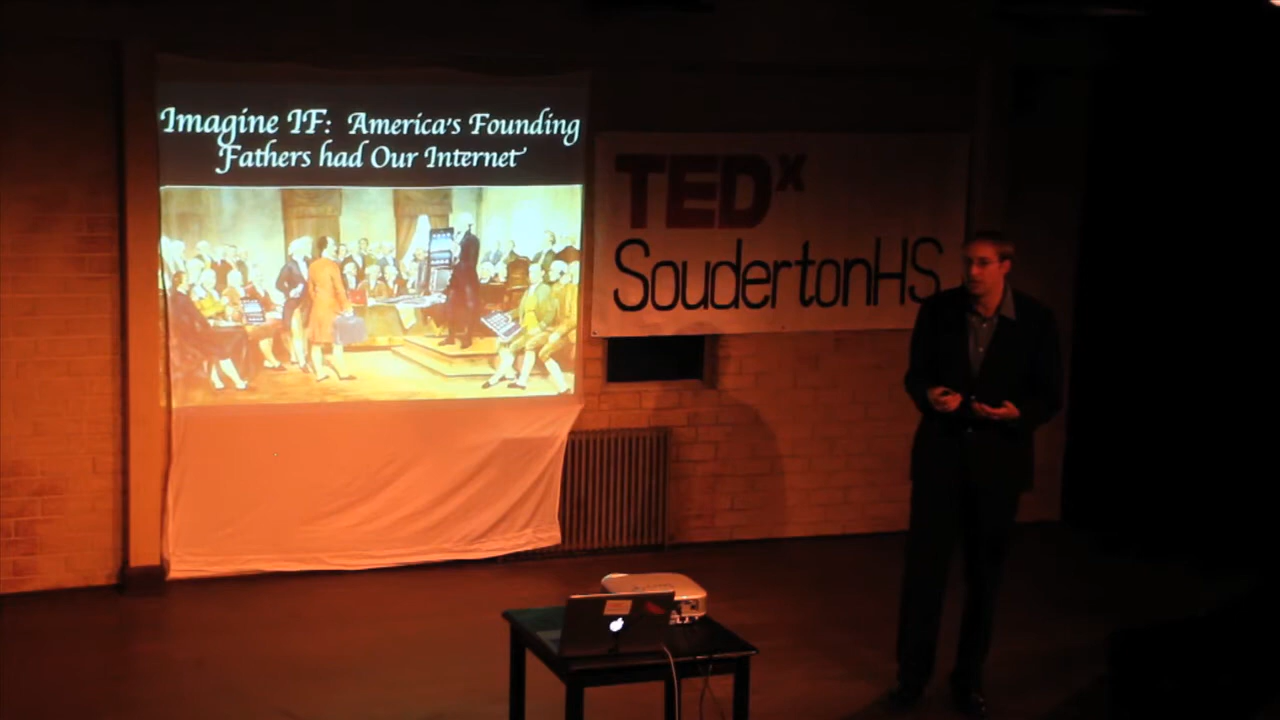 Imagine IF: America's Founding
Fathers had Our Internet
TEDx
SoudertonHS